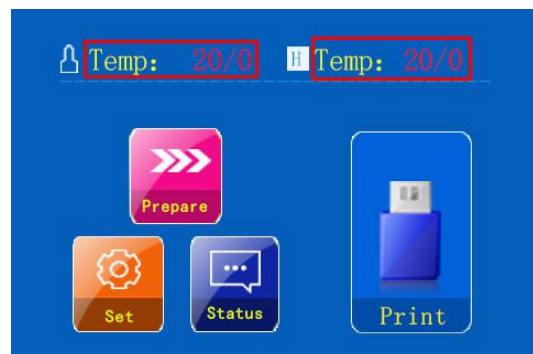 Temp: 20/0 H Temp: 20/0
Prepare
Set
Status
Print